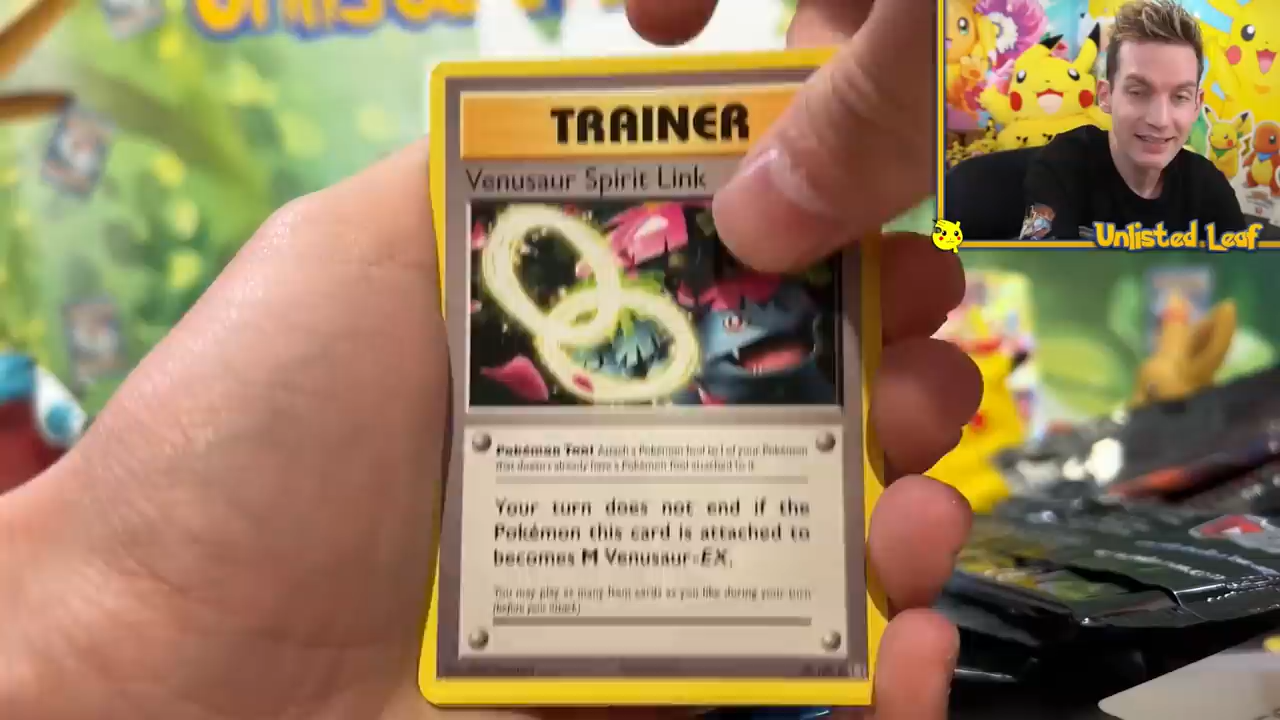 Unlisted Leaf
TRAINER
Venusaur Spirit Link
Unlisted Leaf
Pokémon Tool Attach a Pokémon Tool to 1 of your Pokémon
that doesn't already have a Pokémon Tool attached to it.
Your turn does not end if the
Pokémon this card is attached to
becomes M Venusaur-EX.
You may play as many Item cards as you like during your turn
(before your attack).